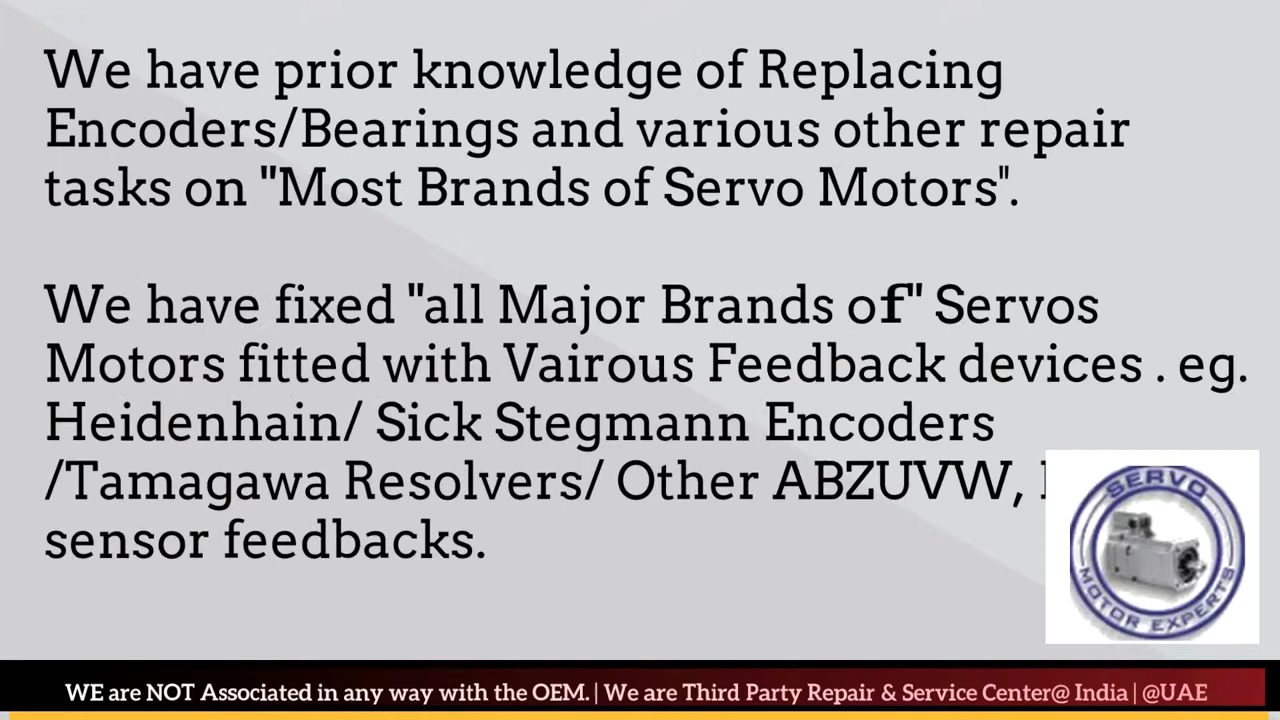 We have prior knowledge of Replacing
Encoders/Bearings and various other repair
tasks on "Most Brands of Servo Motors".
We have fixed "all Major Brands of" Servos
Motors fitted with Vairous Feedback devices . eg.
Heidenhain/ Sick Stegmann Encoders
/Tamagawa Resolvers/ Other ABZUVW,
sensor feedbacks.
SERVO
MOTOR EXPERTS
WE are NOT Associated in any way with the OEM. | We are Third Party Repair & Service Center@ India | @UAE